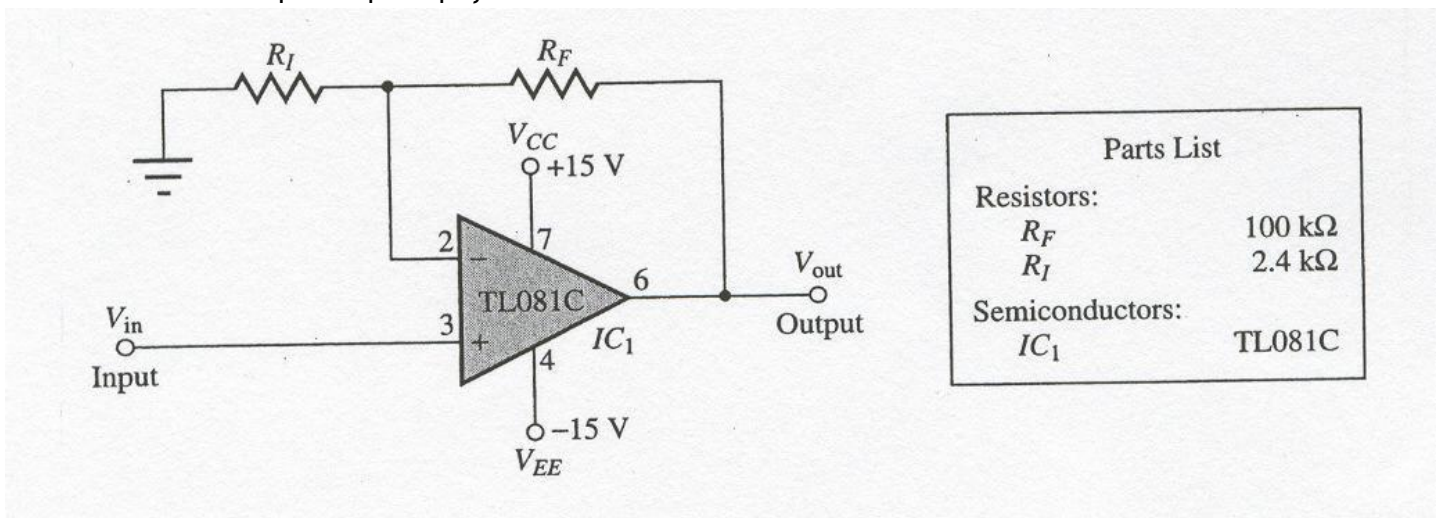 R_I
R_F
V_CC
+15 V
2
7
−
TL081C
6
V_out
Output
V_in
Input
3
+
IC_1
4
−15 V
V_EE
Parts List
Resistors:
R_F 100 kΩ
R_I 2.4 kΩ
Semiconductors:
IC_1 TL081C